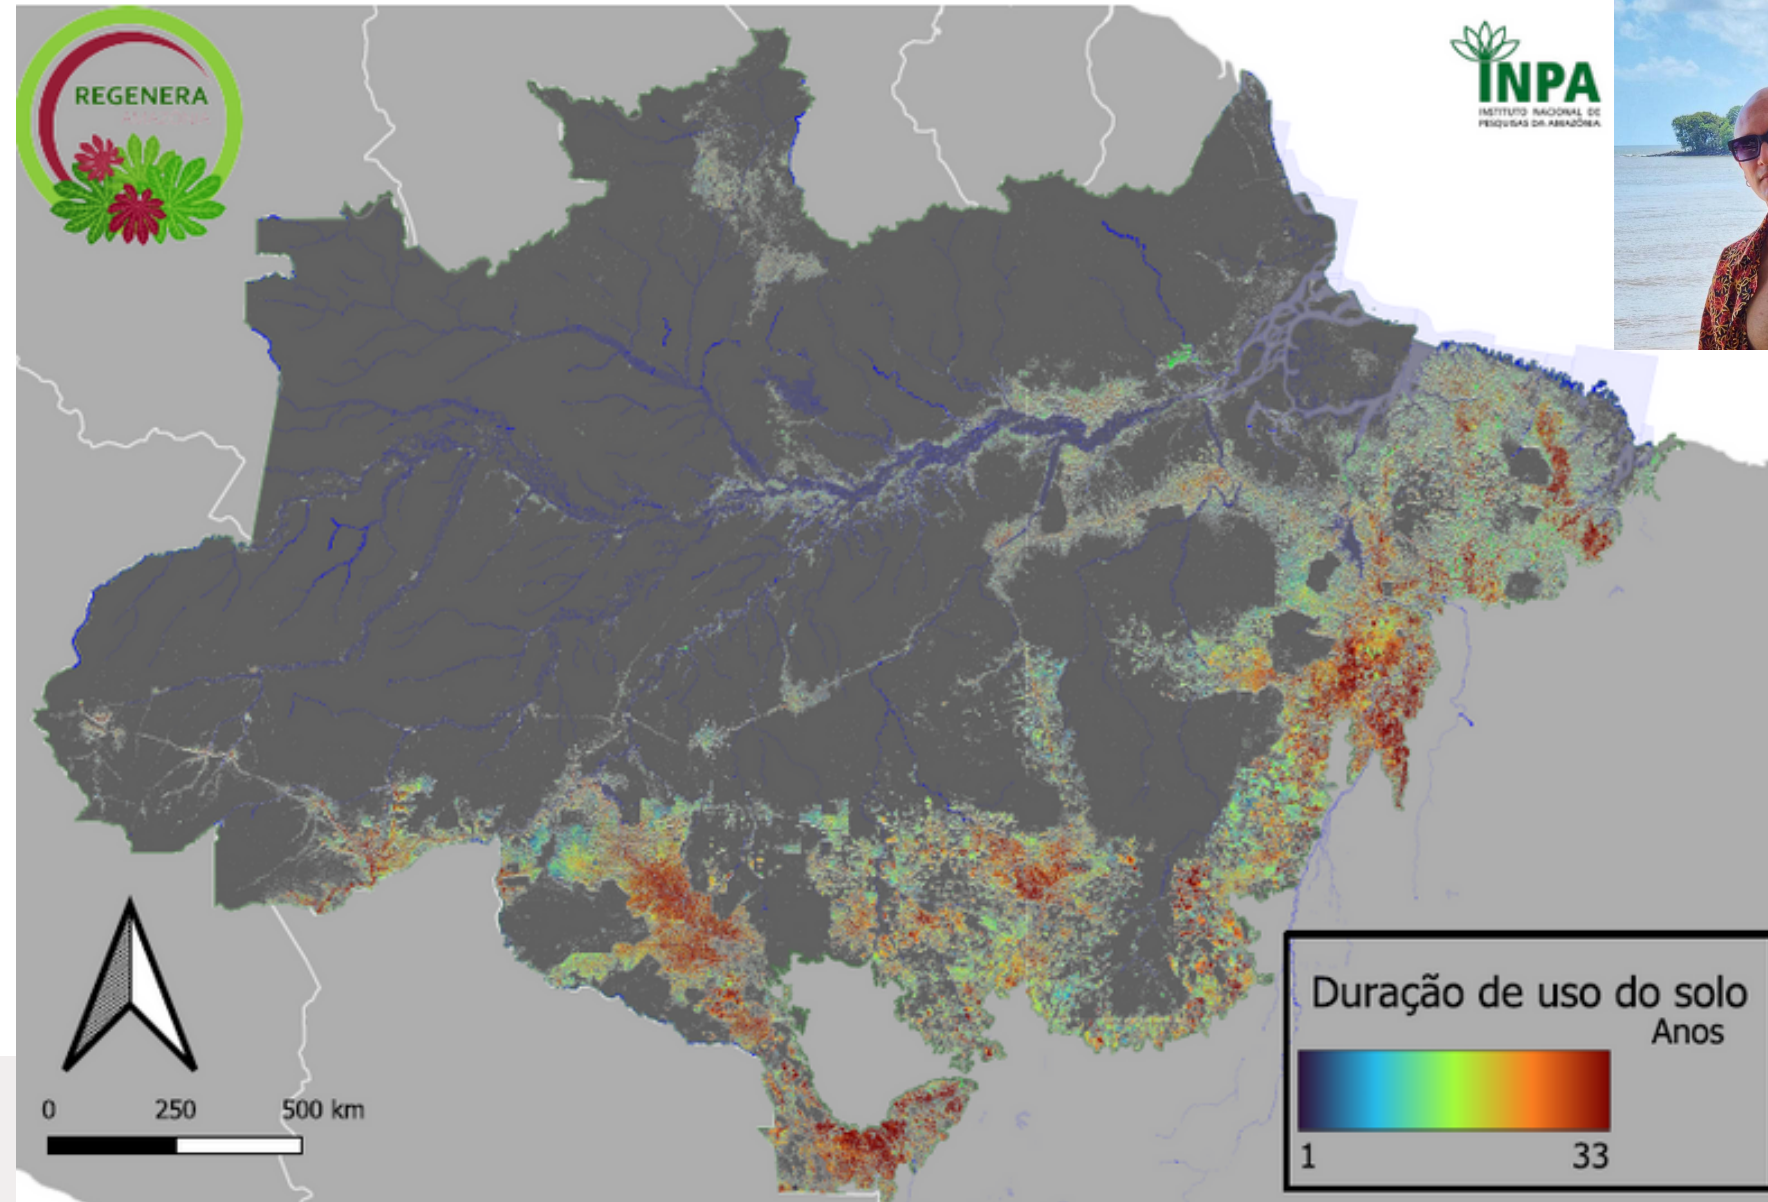 REGENERA
INPA
INSTITUTO NACIONAL DE
PESQUISAS DA AMAZÔNIA
Duração de uso do solo
Anos
1 33
0 250 500 km